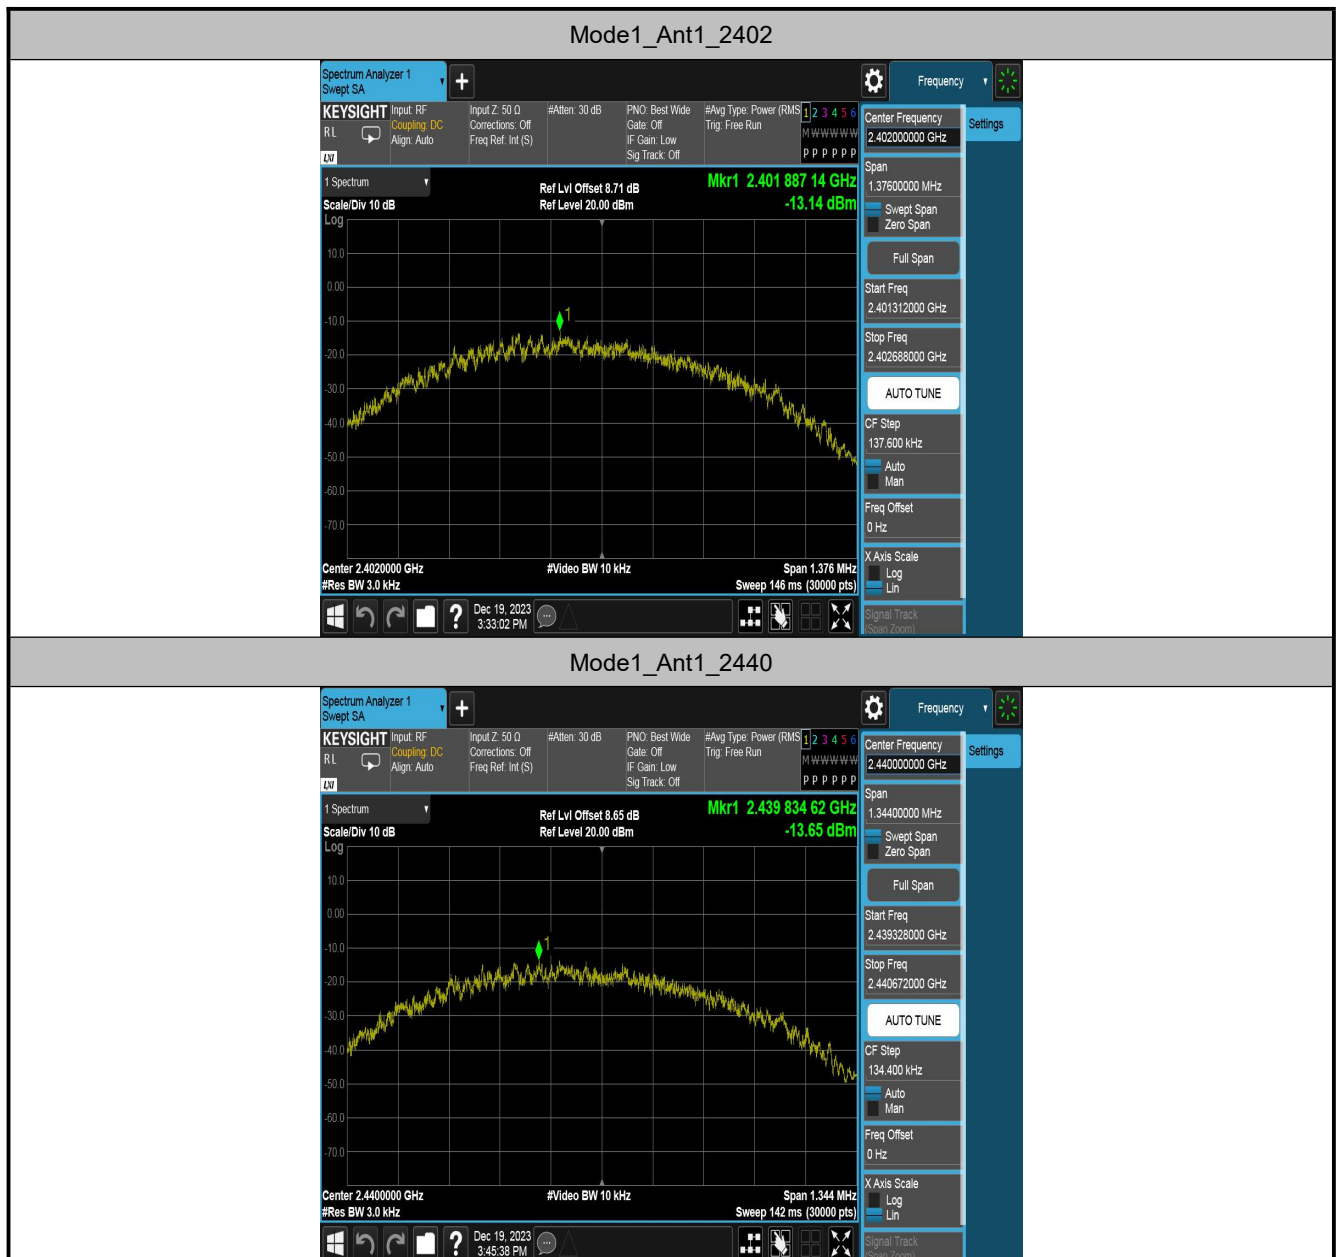 Mode1_Ant1_2402
Spectrum Analyzer 1
Swept SA
+
Frequency
KEYSIGHT
RL
LXI
Input: RF
Coupling: DC
Align: Auto
Input Z: 50 Ω
Corrections: Off
Freq Ref: Int (S)
#Atten: 30 dB
PNO: Best Wide
Gate: Off
IF Gain: Low
Sig Track: Off
#Avg Type: Power (RMS
Trig: Free Run
1 2 3 4 5 6
M W W W W W
P P P P P P
Center Frequency
2.402000000 GHz
Settings
Span
1.37600000 MHz
Swept Span
Zero Span
Full Span
Start Freq
2.401312000 GHz
Stop Freq
2.402688000 GHz
AUTO TUNE
CF Step
137.600 kHz
Auto
Man
Freq Offset
0 Hz
X Axis Scale
Log
Lin
Signal Track
(Span Zoom)
1 Spectrum
Scale/Div 10 dB
Log
Ref Lvl Offset 8.71 dB
Ref Level 20.00 dBm
Mkr1 2.401 887 14 GHz
-13.14 dBm
10.0
0.00
-10.0
-20.0
-30.0
-40.0
-50.0
-60.0
-70.0
1
Center 2.4020000 GHz
#Res BW 3.0 kHz
#Video BW 10 kHz
Span 1.376 MHz
Sweep 146 ms (30000 pts)
?
Dec 19, 2023
3:33:02 PM
Mode1_Ant1_2440
Spectrum Analyzer 1
Swept SA
+
Frequency
KEYSIGHT
RL
LXI
Input: RF
Coupling: DC
Align: Auto
Input Z: 50 Ω
Corrections: Off
Freq Ref: Int (S)
#Atten: 30 dB
PNO: Best Wide
Gate: Off
IF Gain: Low
Sig Track: Off
#Avg Type: Power (RMS
Trig: Free Run
1 2 3 4 5 6
M W W W W W
P P P P P P
Center Frequency
2.440000000 GHz
Settings
Span
1.34400000 MHz
Swept Span
Zero Span
Full Span
Start Freq
2.439328000 GHz
Stop Freq
2.440672000 GHz
AUTO TUNE
CF Step
134.400 kHz
Auto
Man
Freq Offset
0 Hz
X Axis Scale
Log
Lin
Signal Track
(Span Zoom)
1 Spectrum
Scale/Div 10 dB
Log
Ref Lvl Offset 8.65 dB
Ref Level 20.00 dBm
Mkr1 2.439 834 62 GHz
-13.65 dBm
10.0
0.00
-10.0
-20.0
-30.0
-40.0
-50.0
-60.0
-70.0
1
Center 2.4400000 GHz
#Res BW 3.0 kHz
#Video BW 10 kHz
Span 1.344 MHz
Sweep 142 ms (30000 pts)
?
Dec 19, 2023
3:45:38 PM